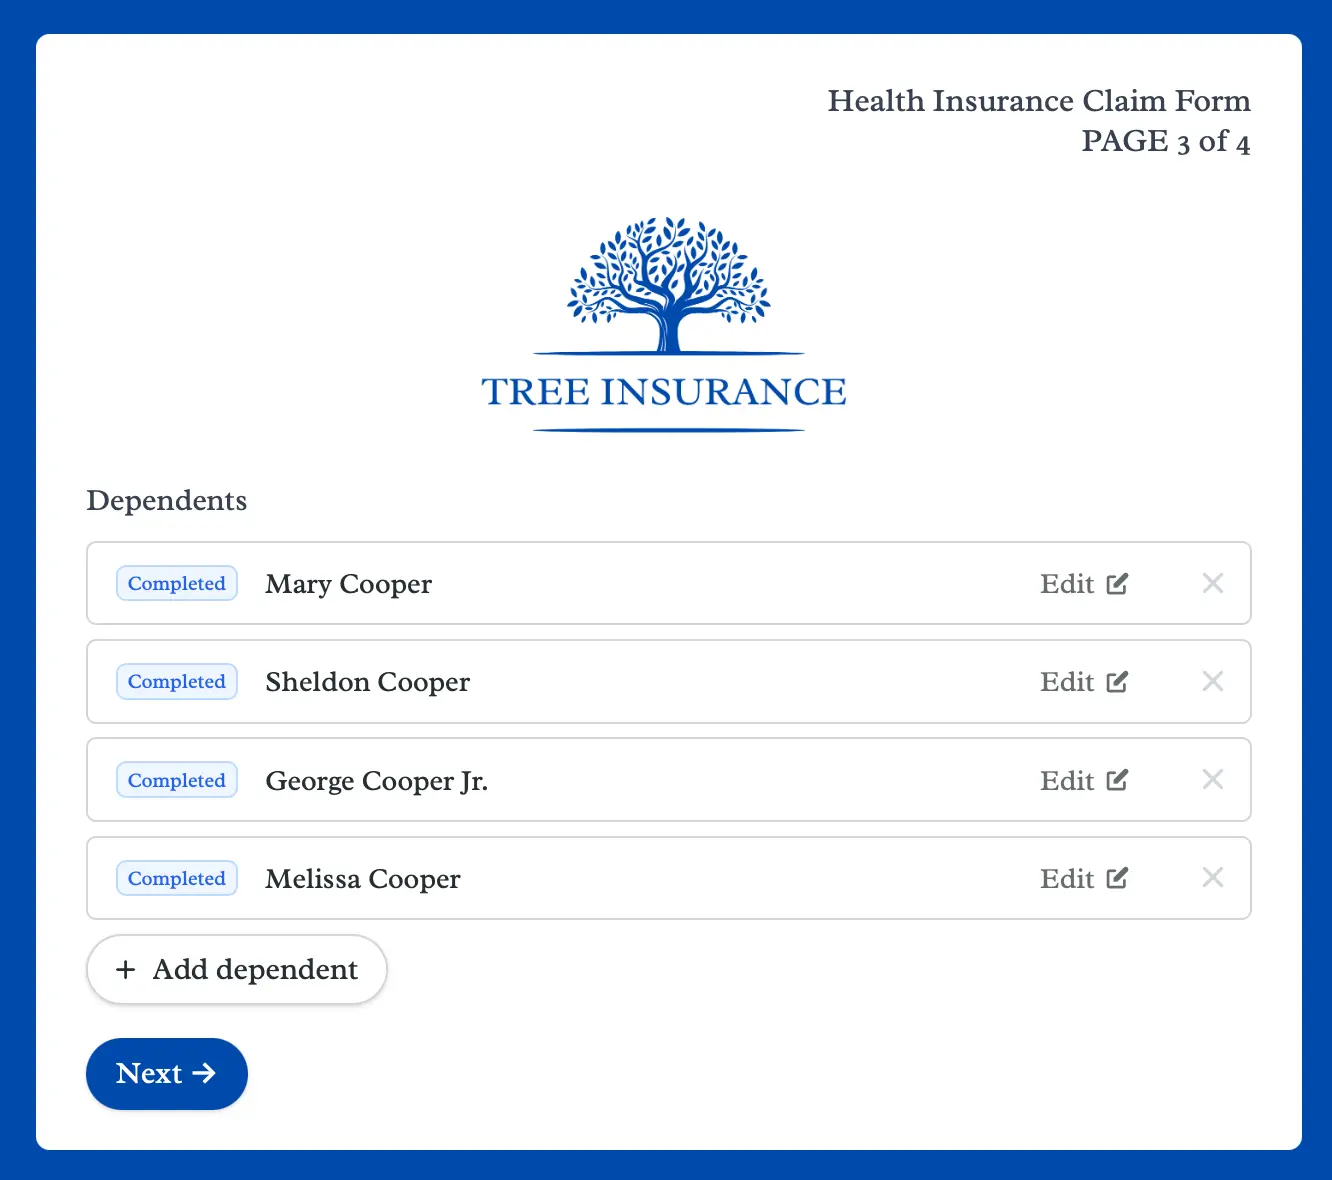 Health Insurance Claim Form
PAGE 3 of 4
TREE INSURANCE
Dependents
Completed Mary Cooper Edit
Completed Sheldon Cooper Edit
Completed George Cooper Jr. Edit
Completed Melissa Cooper Edit
+ Add dependent
Next →